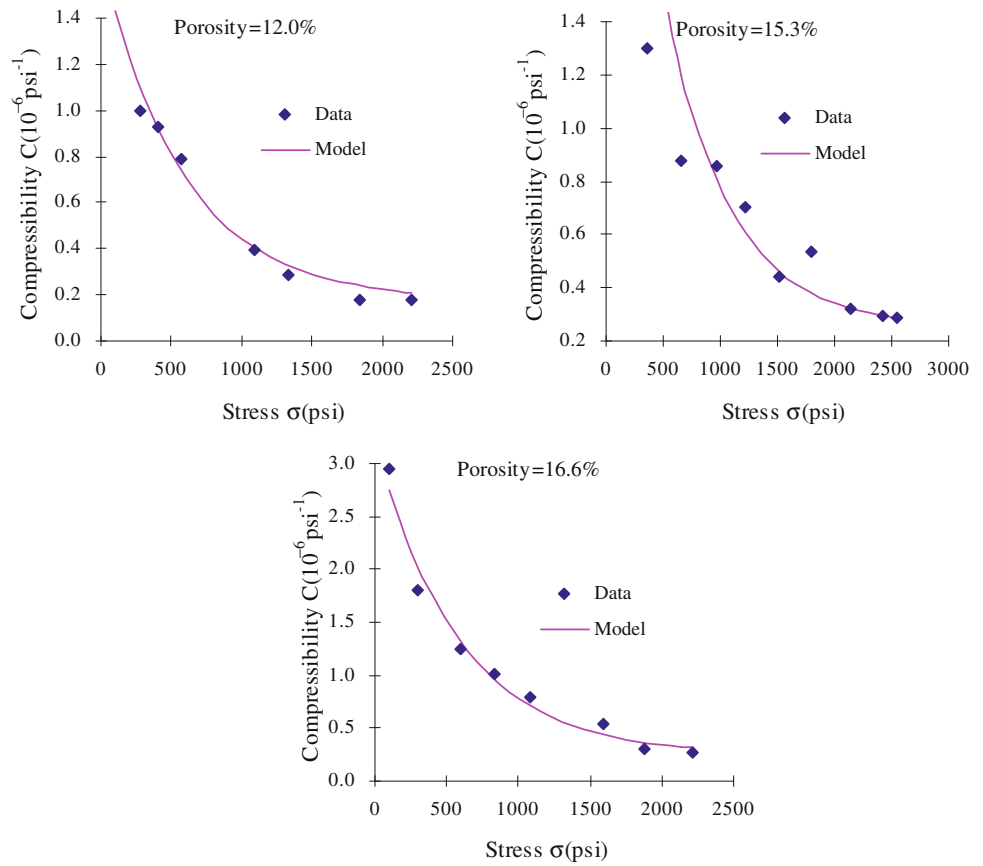 Porosity=12.0%
Compressibility C(10⁻⁶psi⁻¹)
1.4
1.2
1.0
0.8
0.6
0.4
0.2
0.0
Data
Model
0 500 1000 1500 2000 2500
Stress σ(psi)
Porosity=15.3%
Compressibility C(10⁻⁶psi⁻¹)
1.4
1.2
1.0
0.8
0.6
0.4
0.2
Data
Model
0 500 1000 1500 2000 2500 3000
Stress σ(psi)
Porosity=16.6%
Compressibility C(10⁻⁶psi⁻¹)
3.0
2.5
2.0
1.5
1.0
0.5
0.0
Data
Model
0 500 1000 1500 2000 2500
Stress σ(psi)